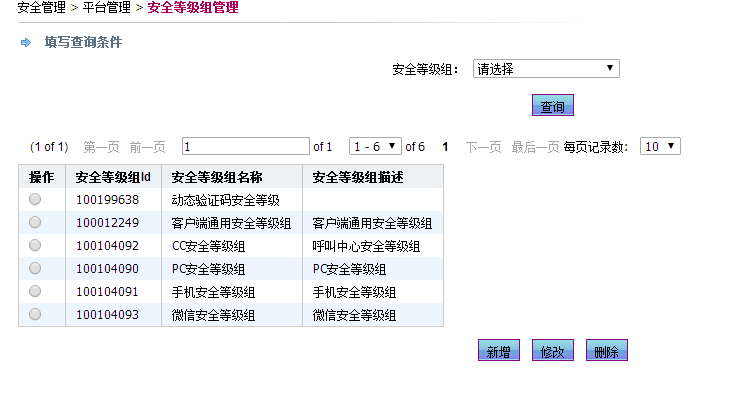 安全管理 > 平台管理 > 安全等级组管理
填写查询条件
安全等级组： 请选择
查询
(1 of 1) 第一页 前一页 1 of 1 1 - 6 of 6 1 下一页 最后一页 每页记录数: 10
操作 安全等级组Id 安全等级组名称 安全等级组描述
100199638 动态验证码安全等级
100012249 客户端通用安全等级组 客户端通用安全等级组
100104092 CC安全等级组 呼叫中心安全等级组
100104090 PC安全等级组 PC安全等级组
100104091 手机安全等级组 手机安全等级组
100104093 微信安全等级组 微信安全等级组
新增 修改 删除